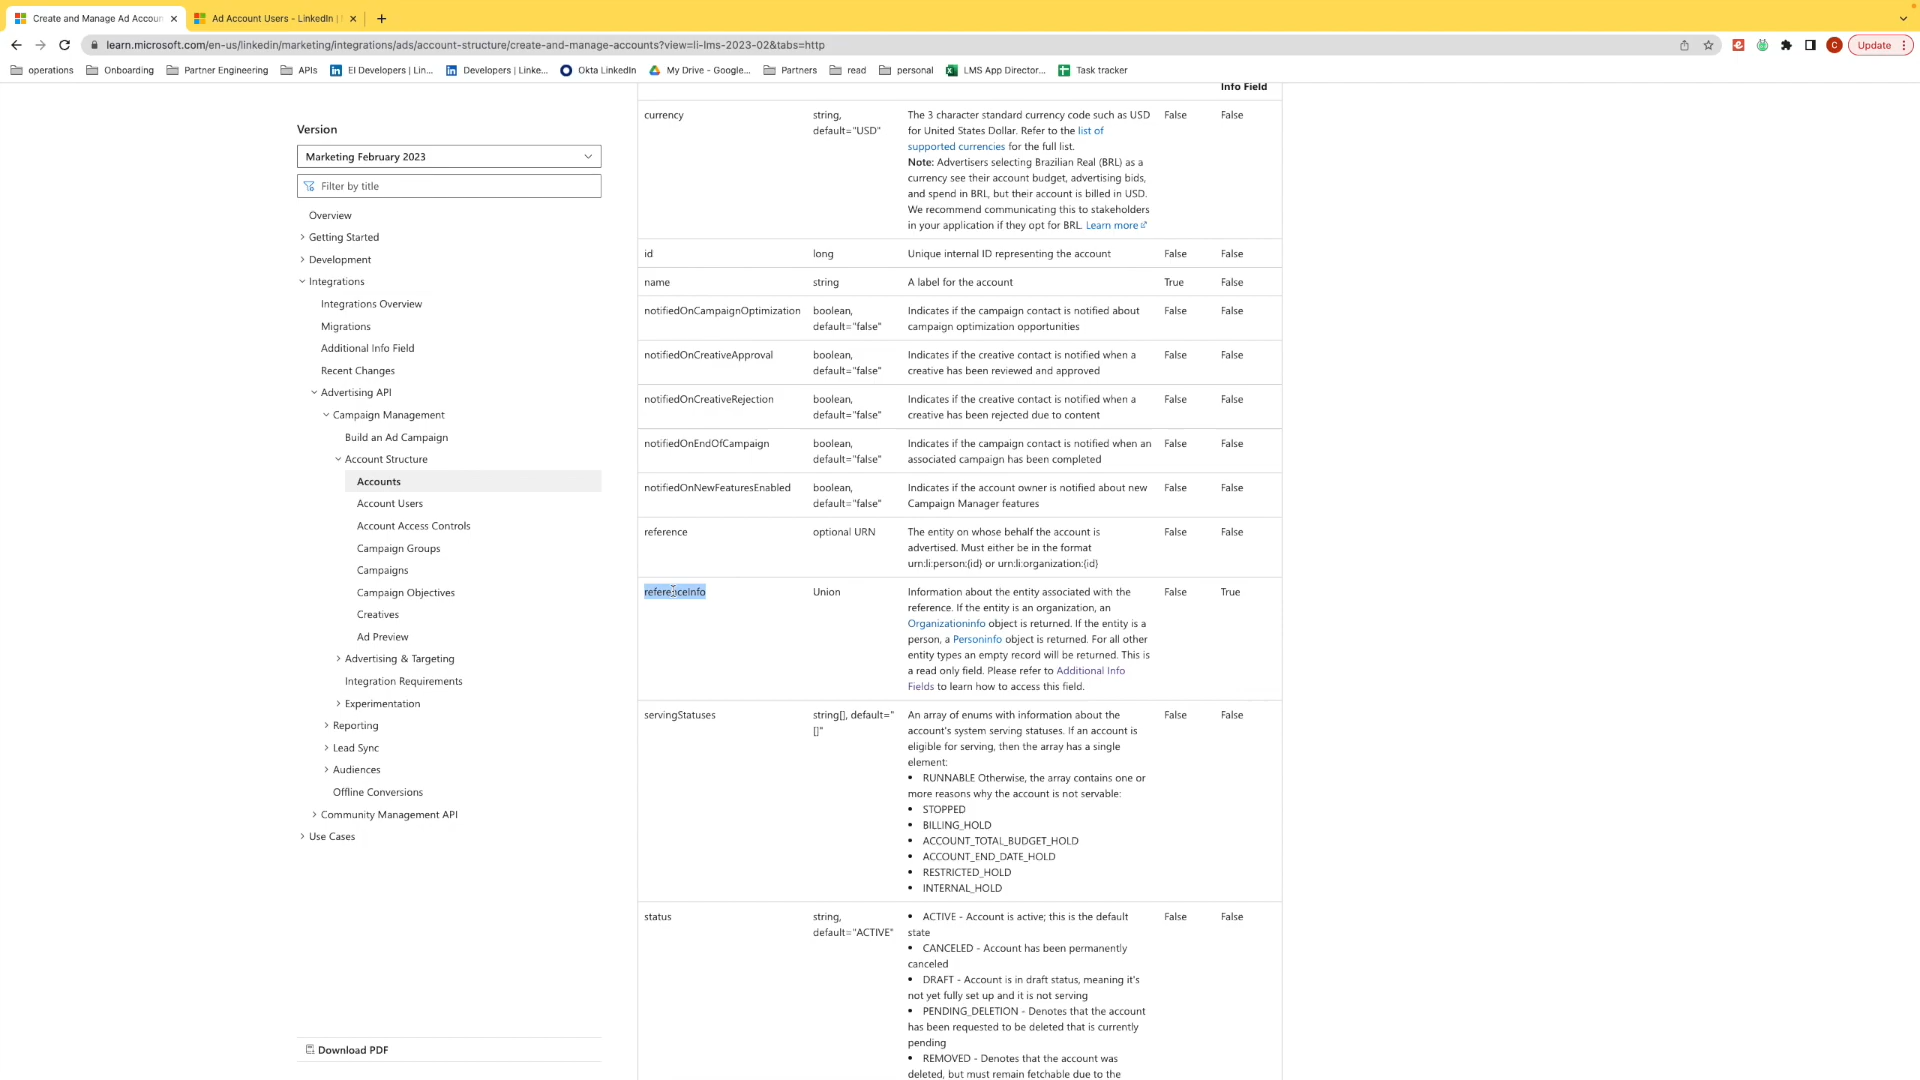 Create and Manage Ad Accoun
Ad Account Users - LinkedIn |
learn.microsoft.com/en-us/linkedin/marketing/integrations/ads/account-structure/create-and-manage-accounts?view=li-lms-2023-02&tabs=http
Update
operations
Onboarding
Partner Engineering
APIs
EI Developers | Lin...
Developers | Linke...
Okta LinkedIn
My Drive - Google...
Partners
read
personal
LMS App Director...
Task tracker
Version
Marketing February 2023
Filter by title
Overview
Getting Started
Development
Integrations
Integrations Overview
Migrations
Additional Info Field
Recent Changes
Advertising API
Campaign Management
Build an Ad Campaign
Account Structure
Accounts
Account Users
Account Access Controls
Campaign Groups
Campaigns
Campaign Objectives
Creatives
Ad Preview
Advertising & Targeting
Integration Requirements
Experimentation
Reporting
Lead Sync
Audiences
Offline Conversions
Community Management API
Use Cases
Download PDF
Info Field
currency string, The 3 character standard currency code such as USD False False
default="USD" for United States Dollar. Refer to the list of
supported currencies for the full list.
Note: Advertisers selecting Brazilian Real (BRL) as a
currency see their account budget, advertising bids,
and spend in BRL, but their account is billed in USD.
We recommend communicating this to stakeholders
in your application if they opt for BRL. Learn more
id long Unique internal ID representing the account False False
name string A label for the account True False
notifiedOnCampaignOptimization boolean, Indicates if the campaign contact is notified about False False
default="false" campaign optimization opportunities
notifiedOnCreativeApproval boolean, Indicates if the creative contact is notified when a False False
default="false" creative has been reviewed and approved
notifiedOnCreativeRejection boolean, Indicates if the creative contact is notified when a False False
default="false" creative has been rejected due to content
notifiedOnEndOfCampaign boolean, Indicates if the campaign contact is notified when an False False
default="false" associated campaign has been completed
notifiedOnNewFeaturesEnabled boolean, Indicates if the account owner is notified about new False False
default="false" Campaign Manager features
reference optional URN The entity on whose behalf the account is False False
advertised. Must either be in the format
urn:li:person:{id} or urn:li:organization:{id}
referenceInfo Union Information about the entity associated with the False True
reference. If the entity is an organization, an
Organizationinfo object is returned. If the entity is a
person, a Personinfo object is returned. For all other
entity types an empty record will be returned. This is
a read only field. Please refer to Additional Info
Fields to learn how to access this field.
servingStatuses string[], default=" An array of enums with information about the False False
[]" account's system serving statuses. If an account is
eligible for serving, then the array has a single
element:
• RUNNABLE Otherwise, the array contains one or
more reasons why the account is not servable:
• STOPPED
• BILLING_HOLD
• ACCOUNT_TOTAL_BUDGET_HOLD
• ACCOUNT_END_DATE_HOLD
• RESTRICTED_HOLD
• INTERNAL_HOLD
status string, • ACTIVE - Account is active; this is the default False False
default="ACTIVE" state
• CANCELED - Account has been permanently
canceled
• DRAFT - Account is in draft status, meaning it's
not yet fully set up and it is not serving
• PENDING_DELETION - Denotes that the account
has been requested to be deleted that is currently
pending
• REMOVED - Denotes that the account was
deleted, but must remain fetchable due to the